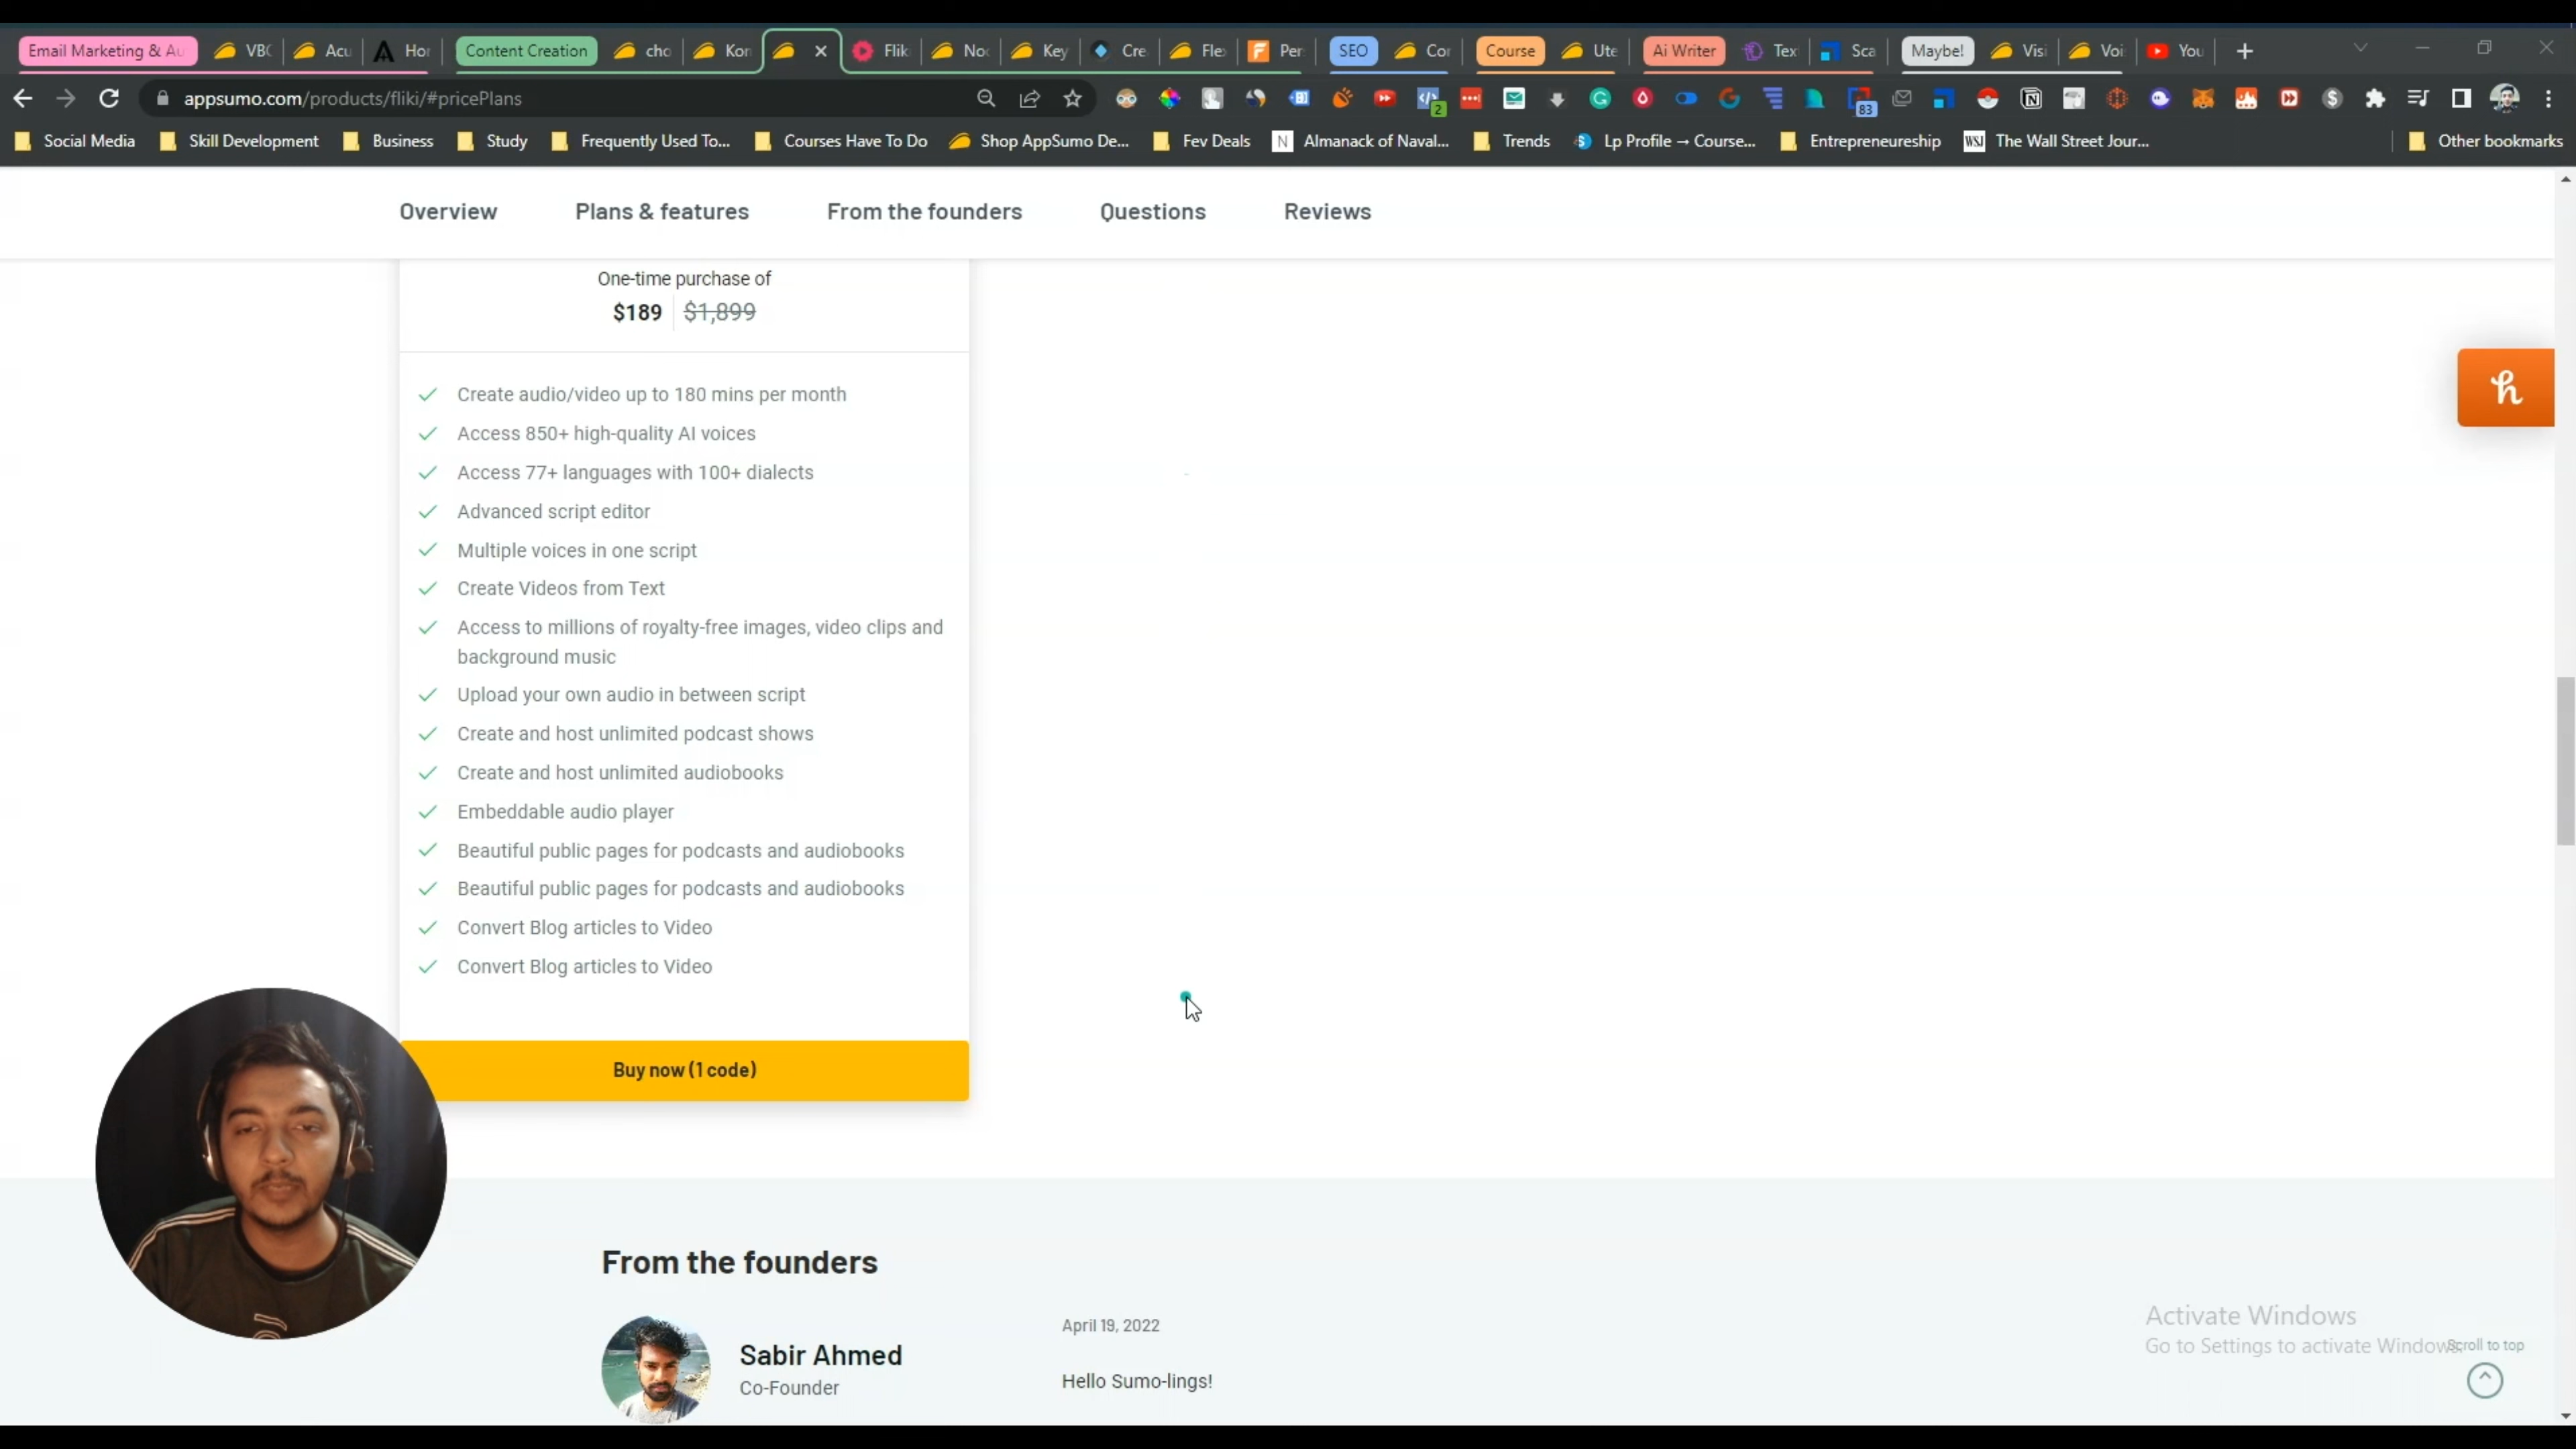 Email Marketing & Au
VBC
Acu
Hor
Content Creation
cho
Kon
Flik
Noc
Key
Cre
Flex
Per
SEO
Cor
Course
Ute
Ai Writer
Tex
Sca
Maybe!
Visi
Voi
You
appsumo.com/products/fliki/#pricePlans
2
83
Social Media
Skill Development
Business
Study
Frequently Used To...
Courses Have To Do
Shop AppSumo De...
Fev Deals
N
Almanack of Naval...
Trends
Lp Profile → Course...
Entrepreneureship
WSJ
The Wall Street Jour...
Other bookmarks
Overview
Plans & features
From the founders
Questions
Reviews
One-time purchase of
$189 $1,899
Create audio/video up to 180 mins per month
Access 850+ high-quality AI voices
Access 77+ languages with 100+ dialects
Advanced script editor
Multiple voices in one script
Create Videos from Text
Access to millions of royalty-free images, video clips and
background music
Upload your own audio in between script
Create and host unlimited podcast shows
Create and host unlimited audiobooks
Embeddable audio player
Beautiful public pages for podcasts and audiobooks
Beautiful public pages for podcasts and audiobooks
Convert Blog articles to Video
Convert Blog articles to Video
Buy now (1 code)
From the founders
Sabir Ahmed
Co-Founder
April 19, 2022
Hello Sumo-lings!
Activate Windows
Go to Settings to activate Windows.
Scroll to top